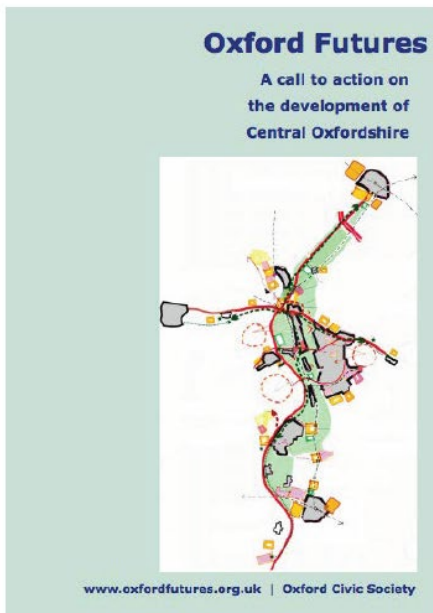 Oxford Futures
A call to action on
the development of
Central Oxfordshire
www.oxfordfutures.org.uk | Oxford Civic Society